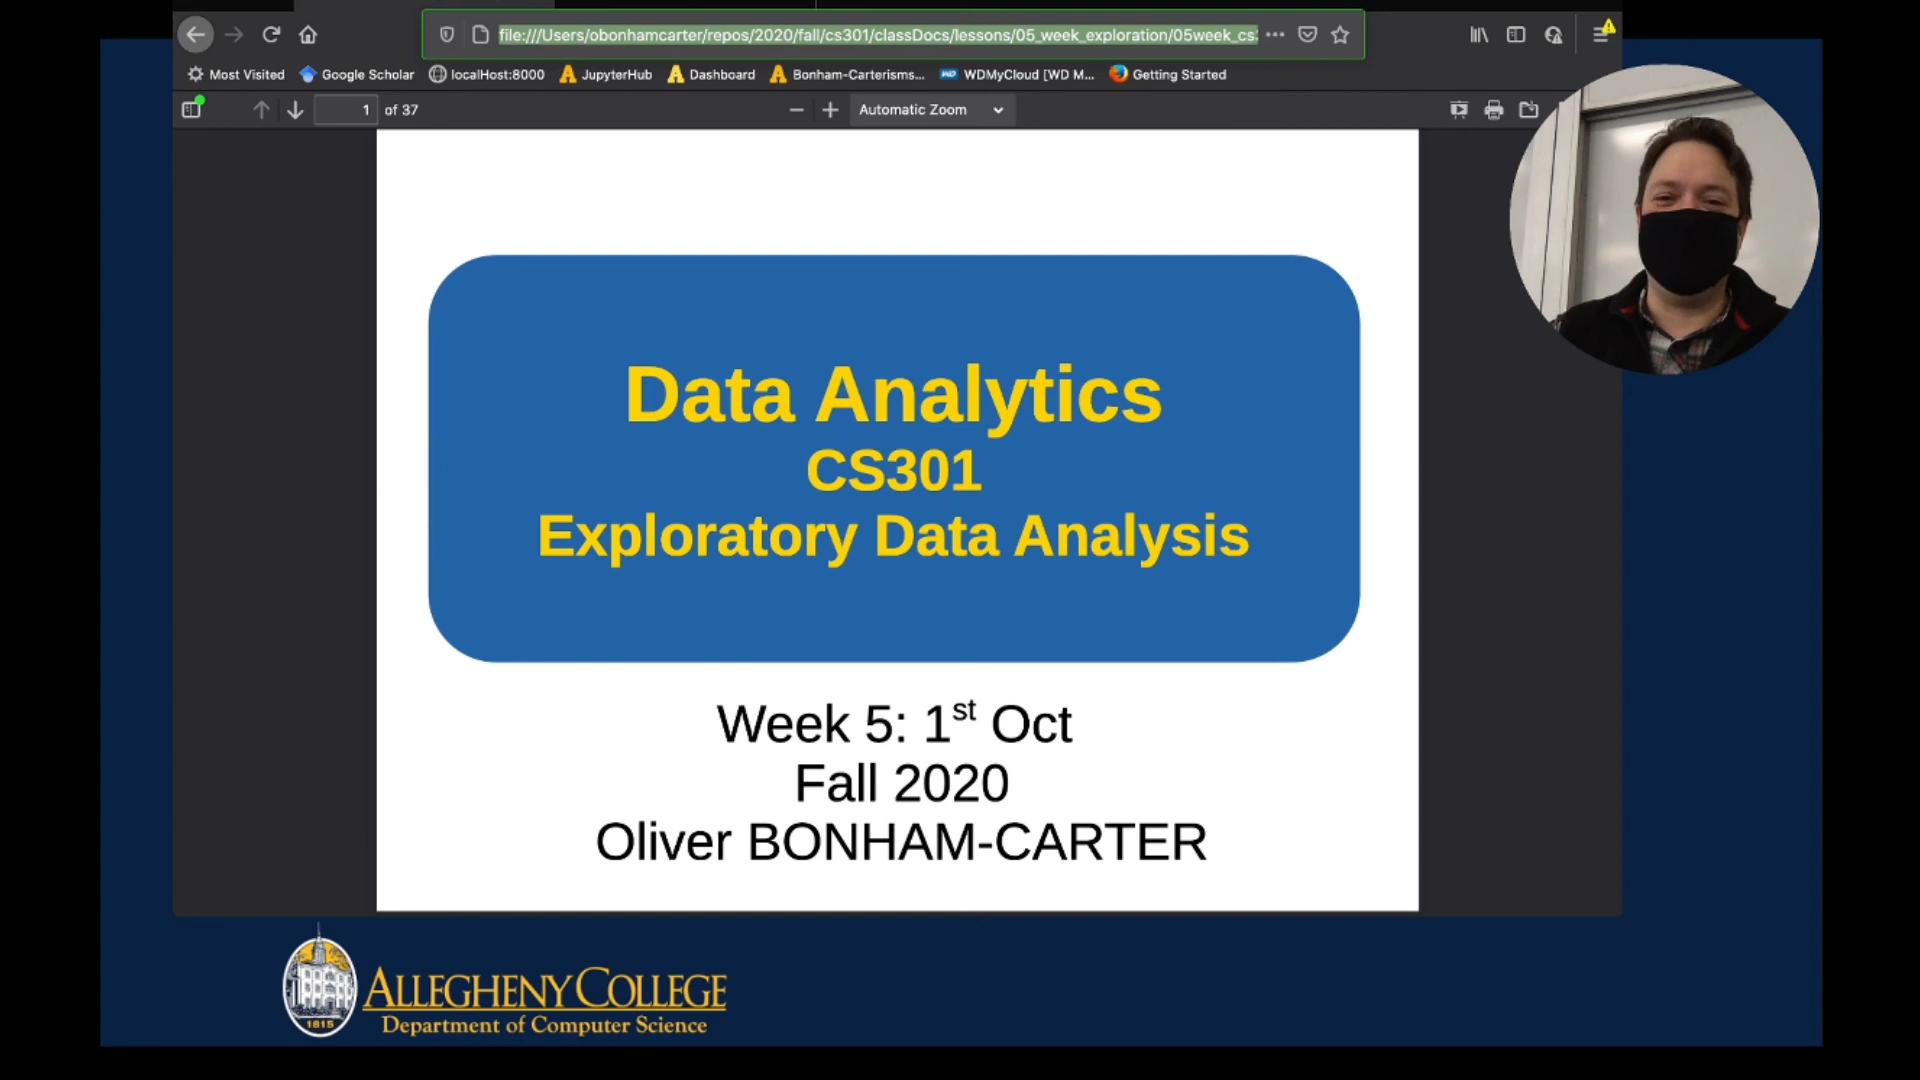 file:///Users/obonhamcarter/repos/2020/fall/cs301/classDocs/lessons/05_week_exploration/05week_cs
Most Visited Google Scholar localHost:8000 JupyterHub Dashboard Bonham-Carterisms... WDMyCloud [WD M... Getting Started
1 of 37 Automatic Zoom
Data Analytics
CS301
Exploratory Data Analysis
Week 5: 1st Oct
Fall 2020
Oliver BONHAM-CARTER
1815
ALLEGHENY COLLEGE
Department of Computer Science